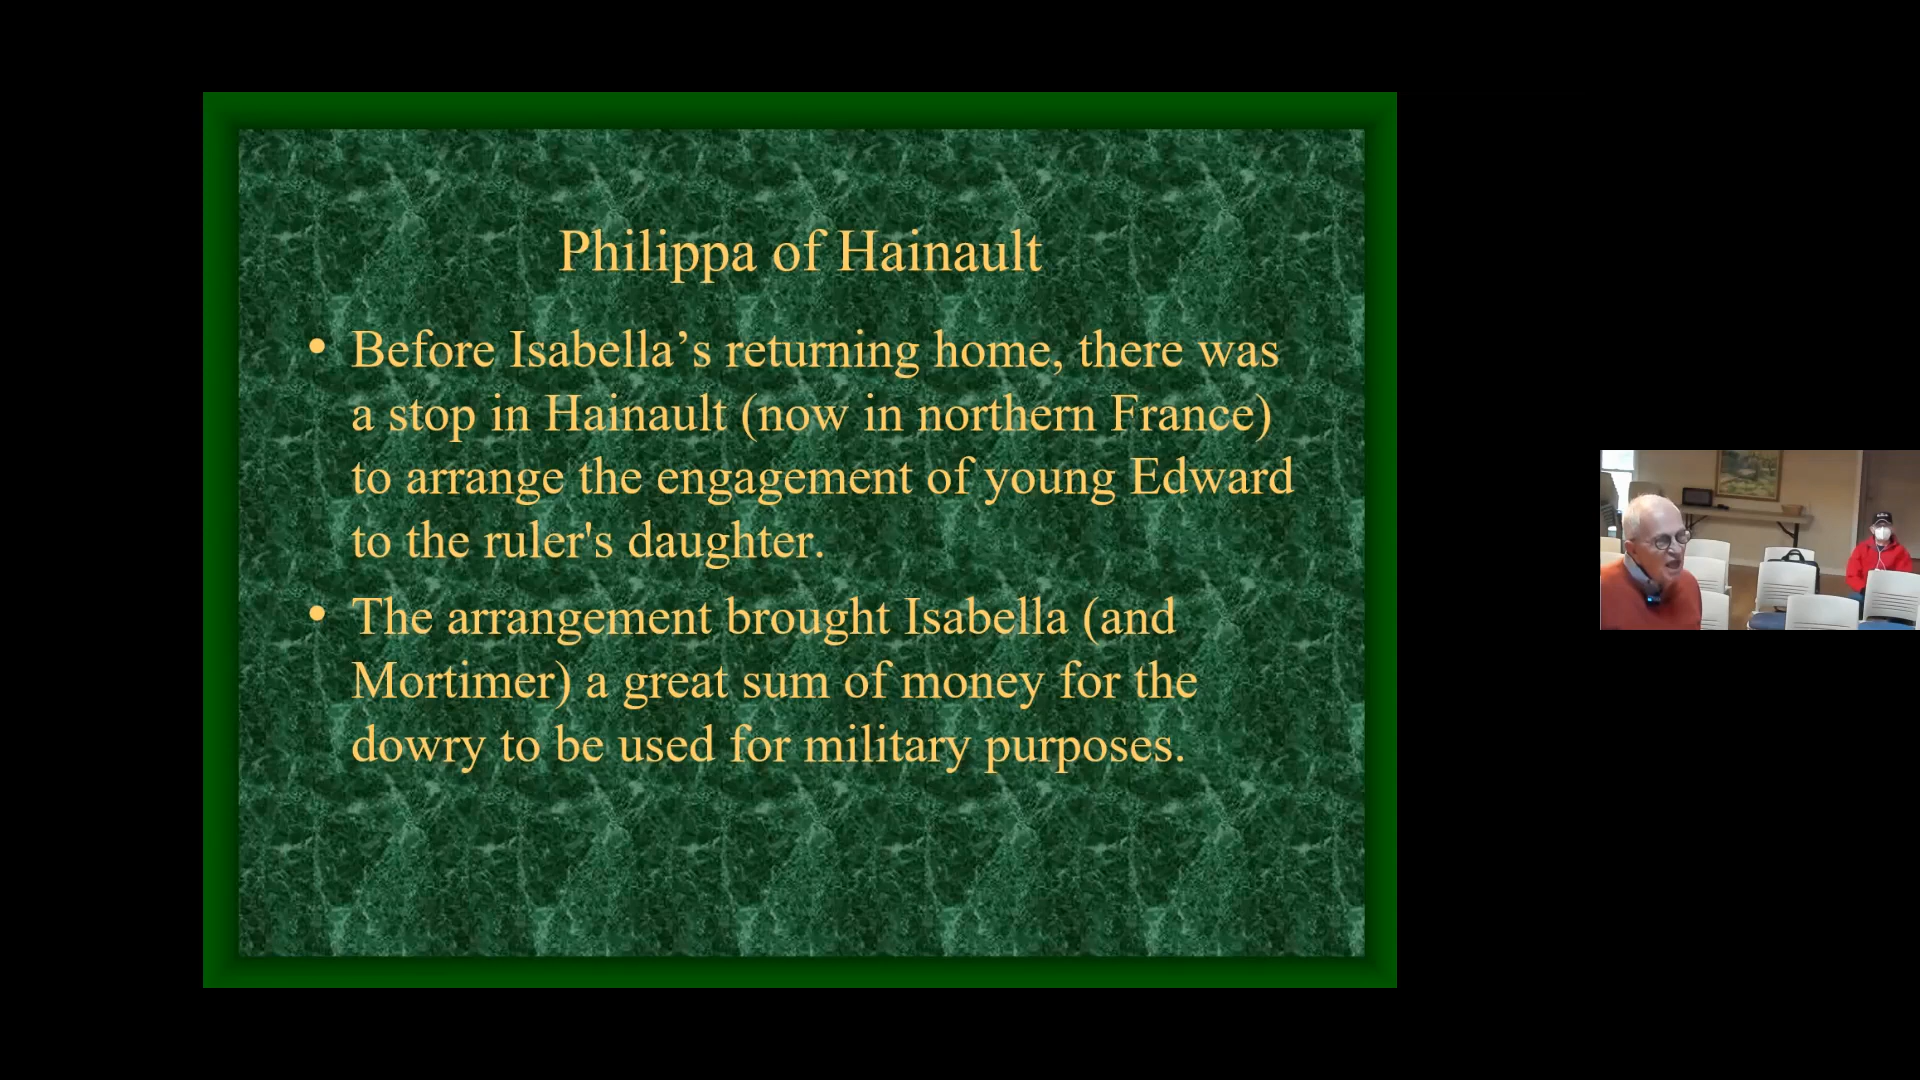 Philippa of Hainault
• Before Isabella’s returning home, there was
a stop in Hainault (now in northern France)
to arrange the engagement of young Edward
to the ruler's daughter.
• The arrangement brought Isabella (and
Mortimer) a great sum of money for the
dowry to be used for military purposes.